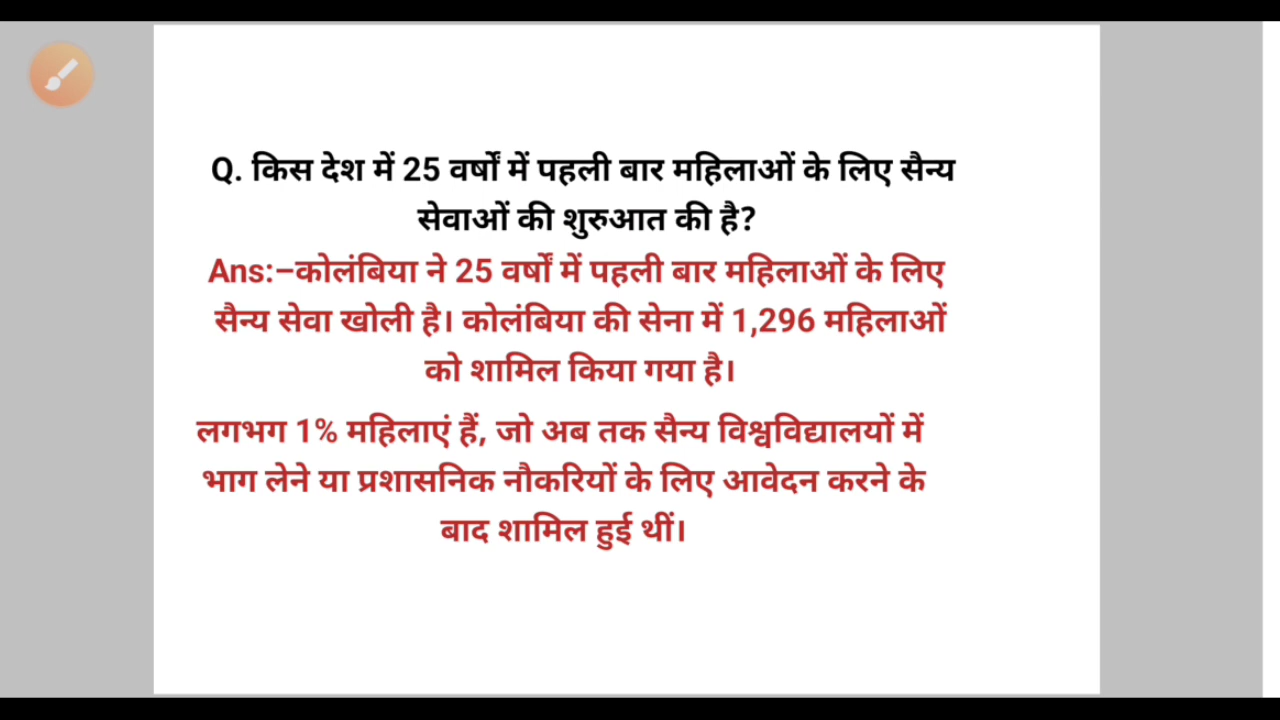 Q. किस देश में 25 वर्षों में पहली बार महिलाओं के लिए सैन्य
सेवाओं की शुरुआत की है?
Ans:–कोलंबिया ने 25 वर्षों में पहली बार महिलाओं के लिए
सैन्य सेवा खोली है। कोलंबिया की सेना में 1,296 महिलाओं
को शामिल किया गया है।
लगभग 1% महिलाएं हैं, जो अब तक सैन्य विश्वविद्यालयों में
भाग लेने या प्रशासनिक नौकरियों के लिए आवेदन करने के
बाद शामिल हुई थीं।